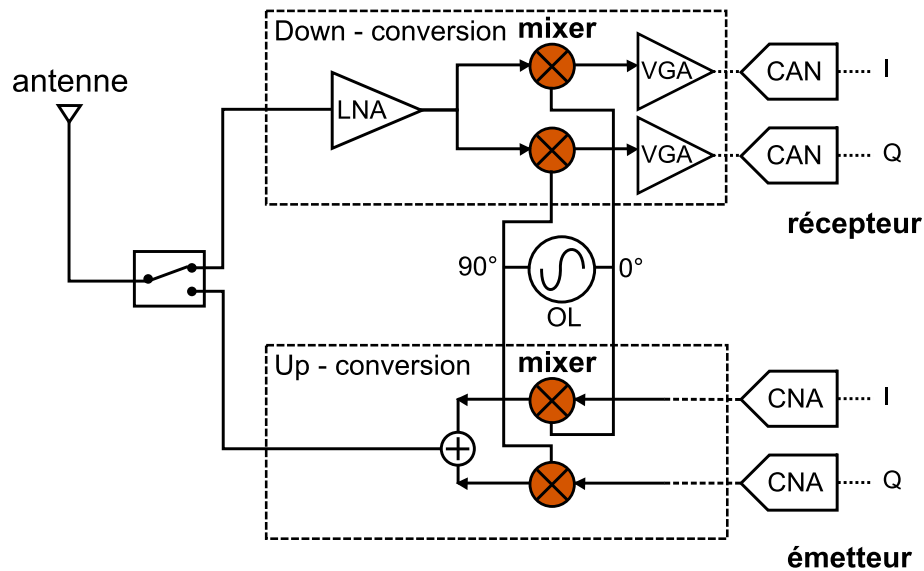 Down - conversion
mixer
antenne
LNA
VGA
CAN
I
VGA
CAN
Q
récepteur
90°
0°
OL
Up - conversion
mixer
CNA
I
CNA
Q
émetteur